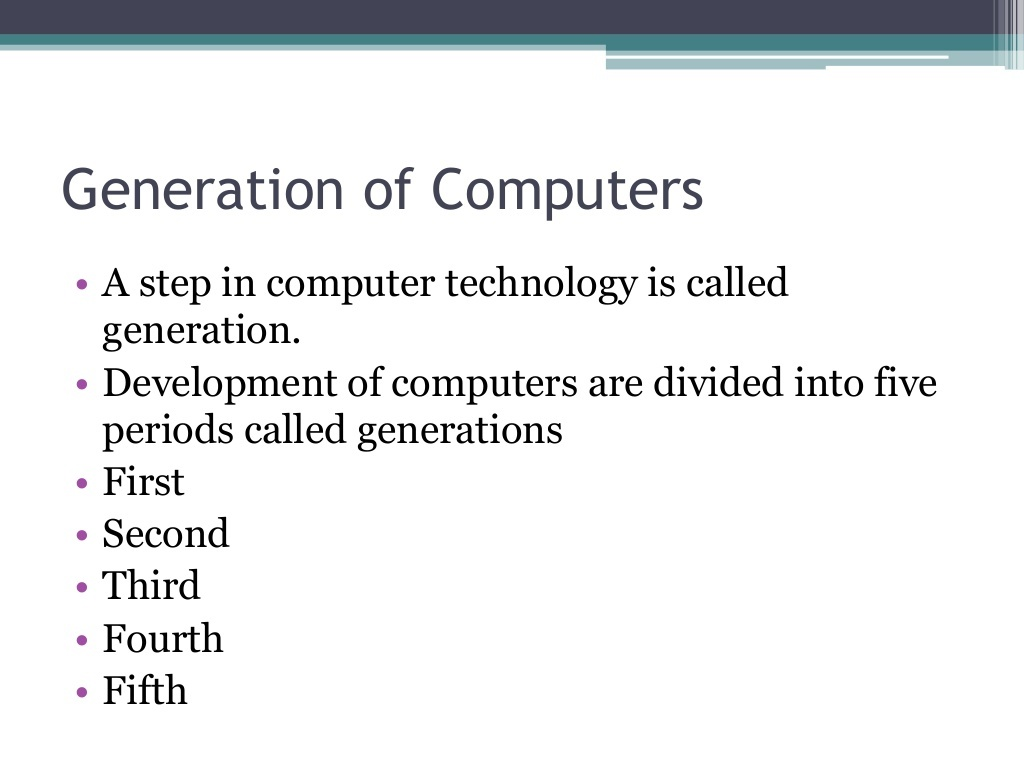 Generation of Computers
• A step in computer technology is called
generation.
• Development of computers are divided into five
periods called generations
• First
• Second
• Third
• Fourth
• Fifth